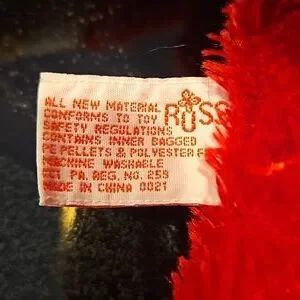 ALL NEW MATERIAL
CONFORMS TO TOY
SAFETY REGULATIONS
CONTAINS INNER BAGGED
PE PELLETS & POLYESTER F
MACHINE WASHABLE
PA. REG. NO. 255
MADE IN CHINA 0021
RUSS